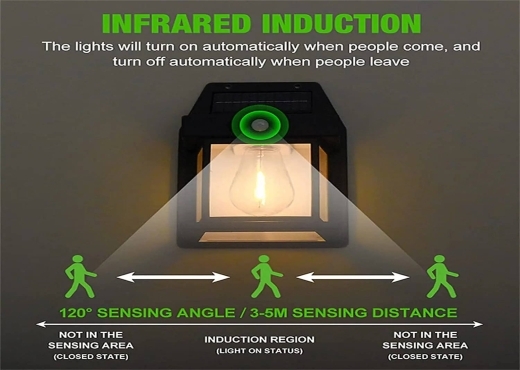 INFRARED INDUCTION
The lights will turn on automatically when people come, and
turn off automatically when people leave
120° SENSING ANGLE / 3-5M SENSING DISTANCE
NOT IN THE
SENSING AREA
(CLOSED STATE)
INDUCTION REGION
(LIGHT ON STATUS)
NOT IN THE
SENSING AREA
(CLOSED STATE)